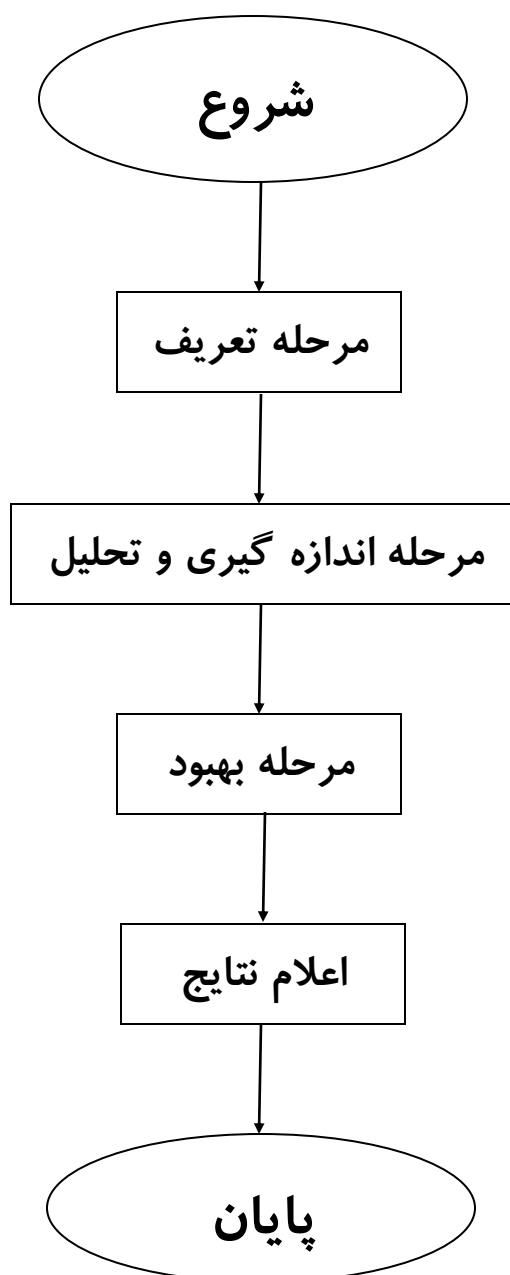 شروع
مرحله تعریف
مرحله اندازه گیری و تحلیل
مرحله بهبود
اعلام نتایج
پایان